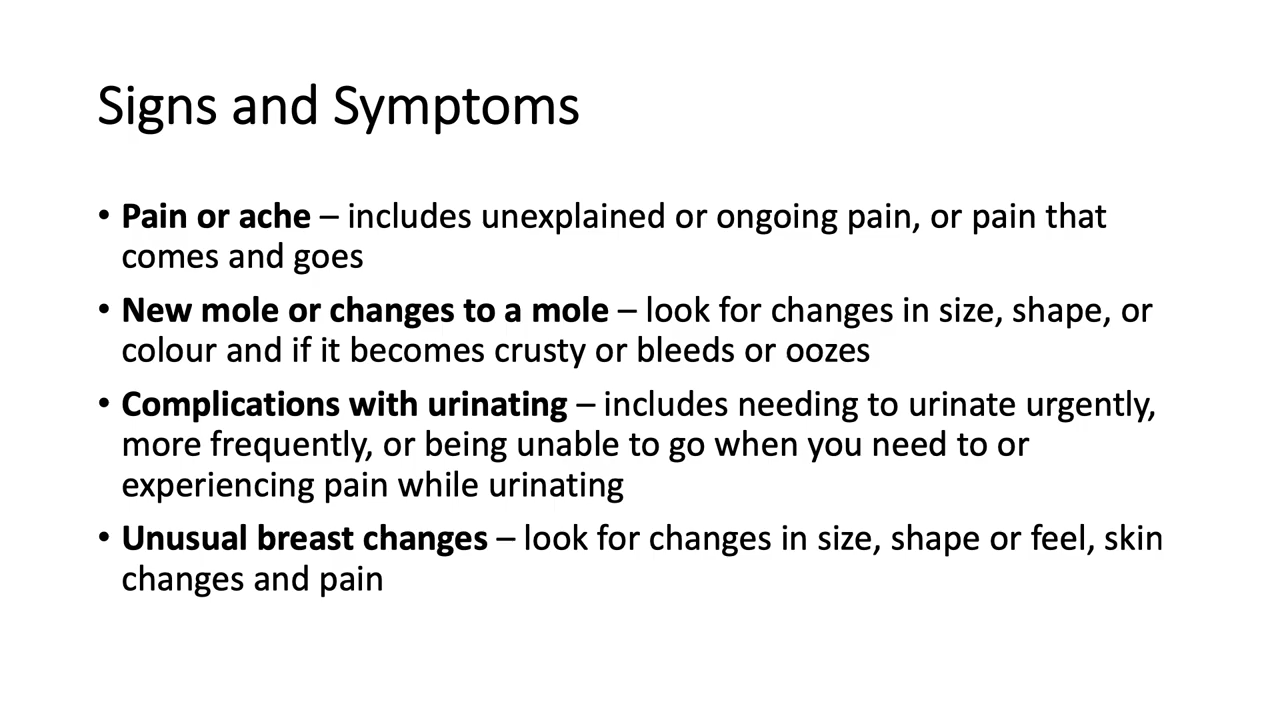 Signs and Symptoms
• Pain or ache – includes unexplained or ongoing pain, or pain that
comes and goes
• New mole or changes to a mole – look for changes in size, shape, or
colour and if it becomes crusty or bleeds or oozes
• Complications with urinating – includes needing to urinate urgently,
more frequently, or being unable to go when you need to or
experiencing pain while urinating
• Unusual breast changes – look for changes in size, shape or feel, skin
changes and pain